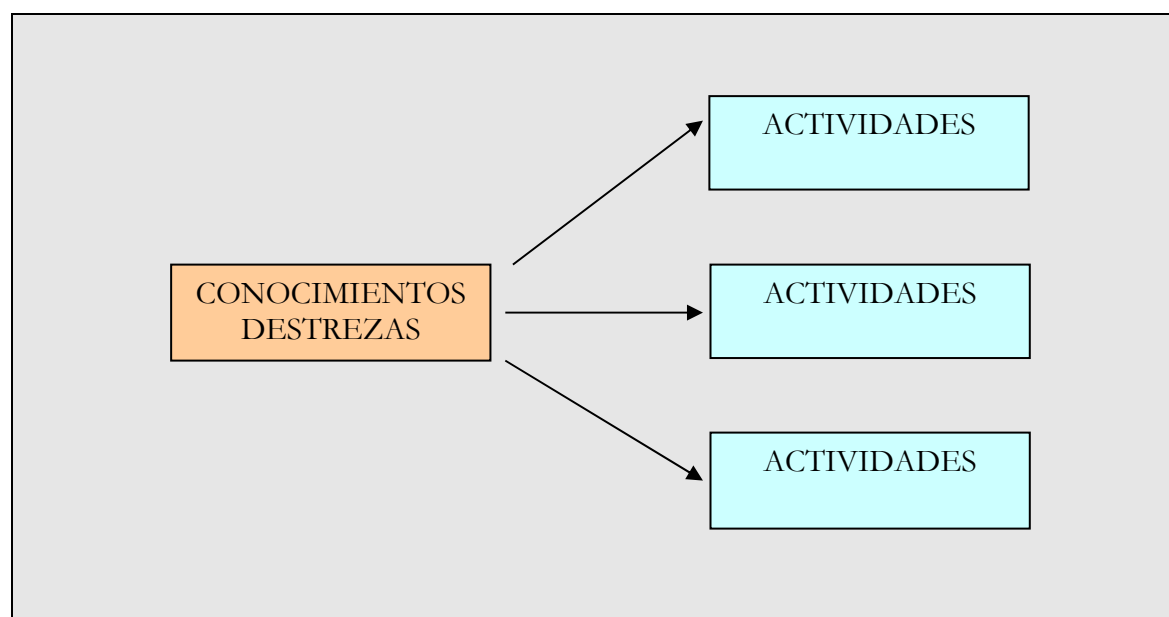 ACTIVIDADES
CONOCIMIENTOS
DESTREZAS
ACTIVIDADES
ACTIVIDADES